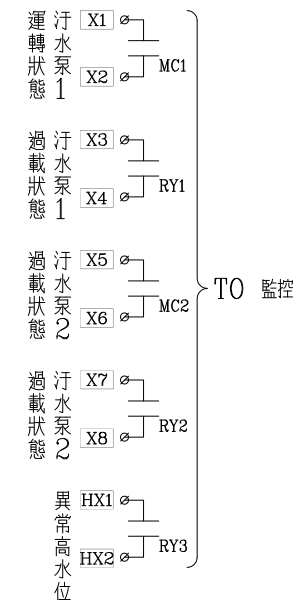 汙水泵1
運轉狀態
X1
X2
MC1
汙水泵1
過載狀態
X3
X4
RY1
汙水泵2
過載狀態
X5
X6
MC2
汙水泵2
過載狀態
X7
X8
RY2
異常高水位
HX1
HX2
RY3
TO 監控